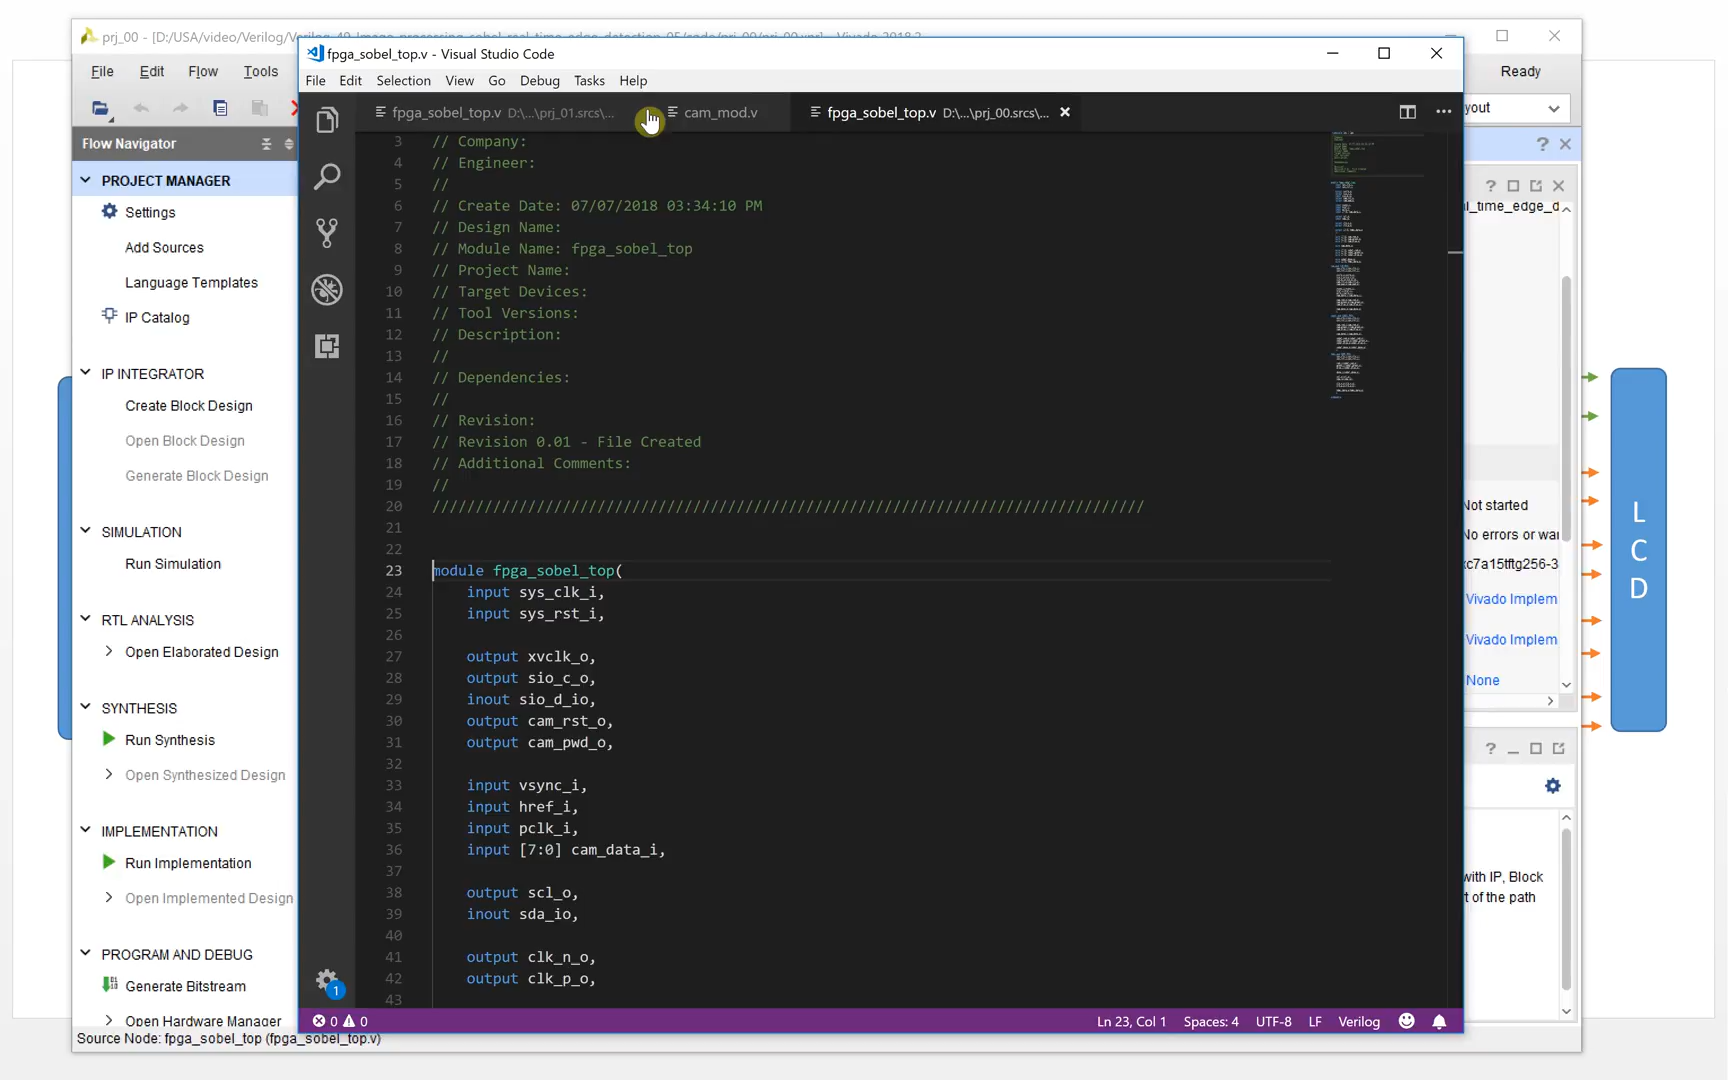 prj_00 - [D:/USA/video/Verilog/
fpga_sobel_top.v - Visual Studio Code
File Edit Flow Tools
Ready
File Edit Selection View Go Debug Tasks Help
fpga_sobel_top.v D:\...\prj_01.srcs\...
cam_mod.v
fpga_sobel_top.v D:\...\prj_00.srcs\...
yout
Flow Navigator
PROJECT MANAGER
Settings
Add Sources
Language Templates
IP Catalog
IP INTEGRATOR
Create Block Design
Open Block Design
Generate Block Design
SIMULATION
Run Simulation
RTL ANALYSIS
Open Elaborated Design
SYNTHESIS
Run Synthesis
Open Synthesized Design
IMPLEMENTATION
Run Implementation
Open Implemented Design
PROGRAM AND DEBUG
Generate Bitstream
Open Hardware Manager
Source Node: fpga_sobel_top (fpga_sobel_top.v)
3 // Company:
4 // Engineer:
5 //
6 // Create Date: 07/07/2018 03:34:10 PM
7 // Design Name:
8 // Module Name: fpga_sobel_top
9 // Project Name:
10 // Target Devices:
11 // Tool Versions:
12 // Description:
13 //
14 // Dependencies:
15 //
16 // Revision:
17 // Revision 0.01 - File Created
18 // Additional Comments:
19 //
20 //////////////////////////////////////////////////////////////////////////////////
21
22
23 module fpga_sobel_top(
24 input sys_clk_i,
25 input sys_rst_i,
26
27 output xvclk_o,
28 output sio_c_o,
29 inout sio_d_io,
30 output cam_rst_o,
31 output cam_pwd_o,
32
33 input vsync_i,
34 input href_i,
35 input pclk_i,
36 input [7:0] cam_data_i,
37
38 output scl_o,
39 inout sda_io,
40
41 output clk_n_o,
42 output clk_p_o,
43
0 0
Ln 23, Col 1 Spaces: 4 UTF-8 LF Verilog
1
l_time_edge_d
Not started
No errors or war
xc7a15tftg256-3
Vivado Implem
Vivado Implem
None
with IP, Block
t of the path
L
C
D